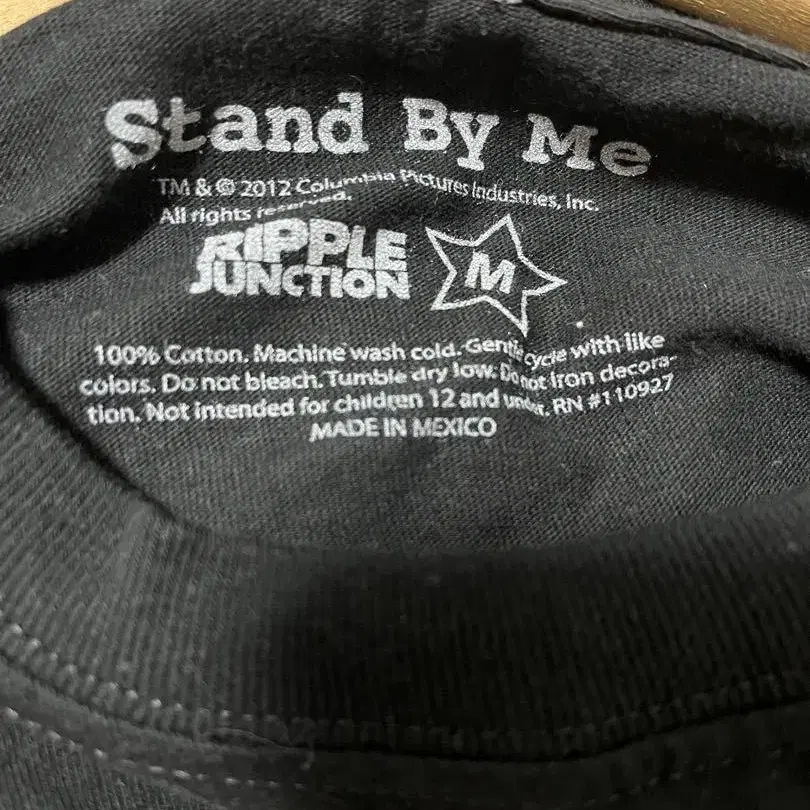 Stand By Me
TM & © 2012 Columbia Pictures Industries, Inc.
All rights reserved.
RIPPLE
JUNCTION
M
100% Cotton. Machine wash cold. Gentle cycle with like
colors. Do not bleach. Tumble dry low. Do not iron decora-
tion. Not intended for children 12 and under. RN #110927
MADE IN MEXICO